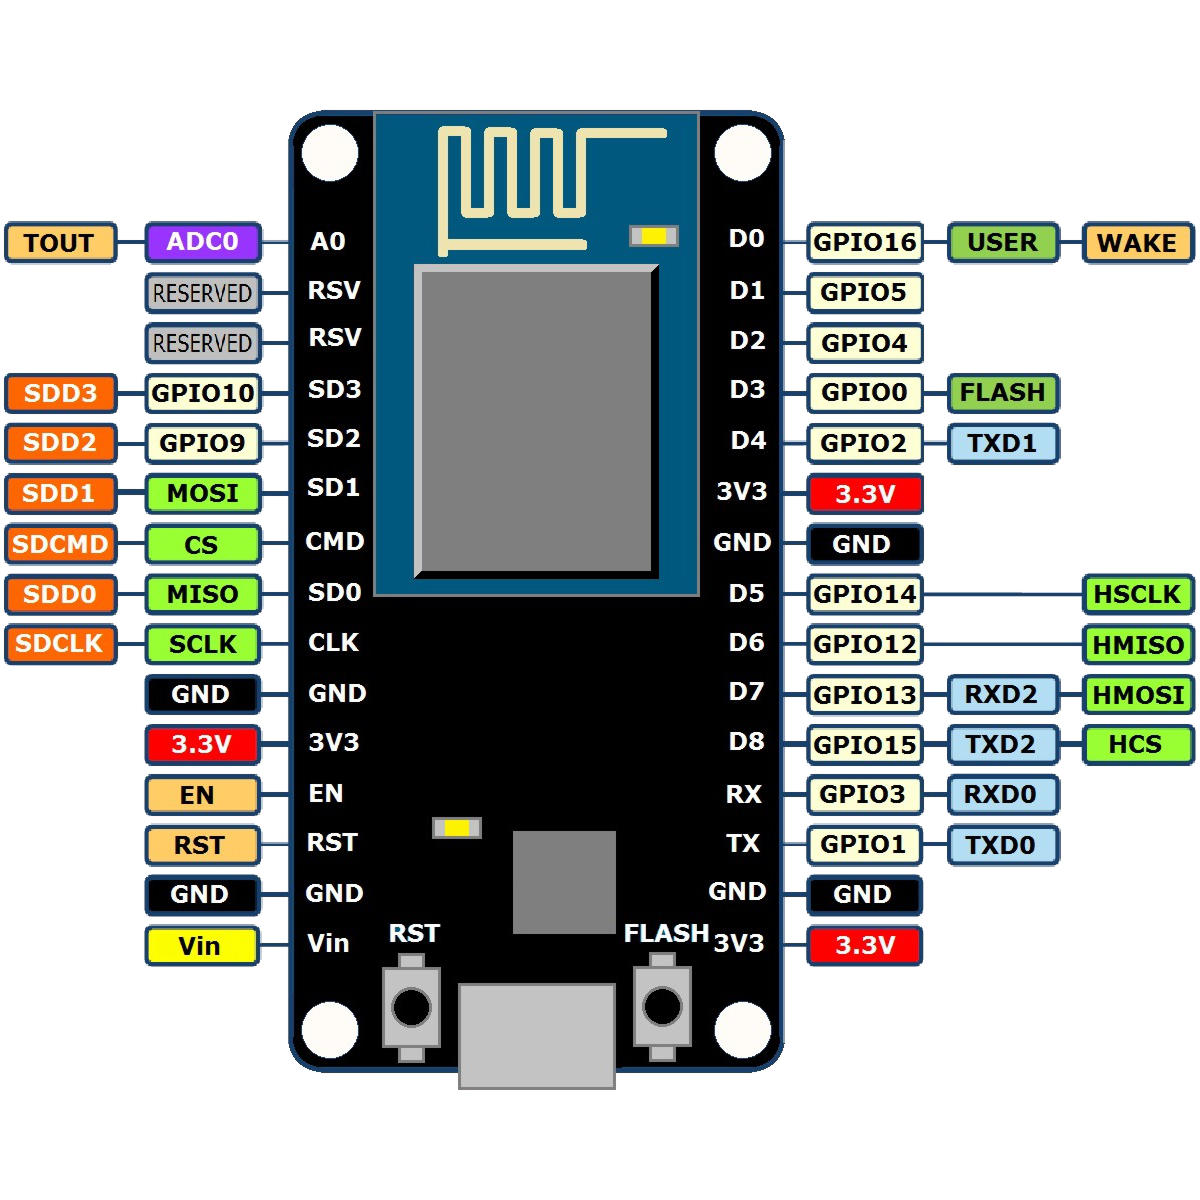 TOUT ADC0 A0 D0 GPIO16 USER WAKE
RESERVED RSV D1 GPIO5
RESERVED RSV D2 GPIO4
SDD3 GPIO10 SD3 D3 GPIO0 FLASH
SDD2 GPIO9 SD2 D4 GPIO2 TXD1
SDD1 MOSI SD1 3V3 3.3V
SDCMD CS CMD GND GND
SDD0 MISO SD0 D5 GPIO14 HSCLK
SDCLK SCLK CLK D6 GPIO12 HMISO
GND GND D7 GPIO13 RXD2 HMOSI
3.3V 3V3 D8 GPIO15 TXD2 HCS
EN EN RX GPIO3 RXD0
RST RST TX GPIO1 TXD0
GND GND GND GND
Vin Vin RST FLASH 3V3 3.3V